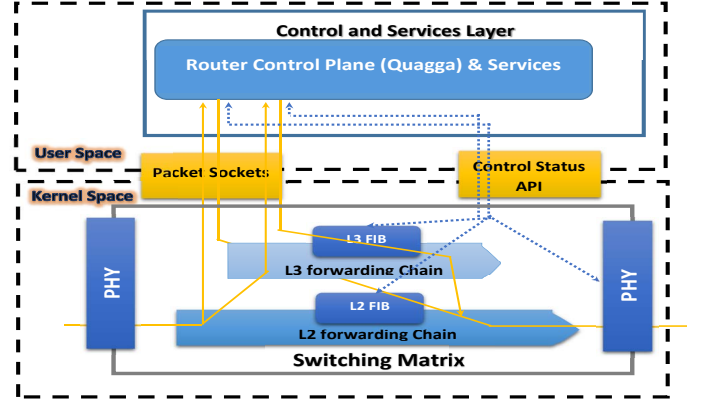 Control and Services Layer
Router Control Plane (Quagga) & Services
User Space
Packet Sockets
Control Status
API
Kernel Space
PHY
L3 FIB
L3 forwarding Chain
L2 FIB
L2 forwarding Chain
PHY
Switching Matrix